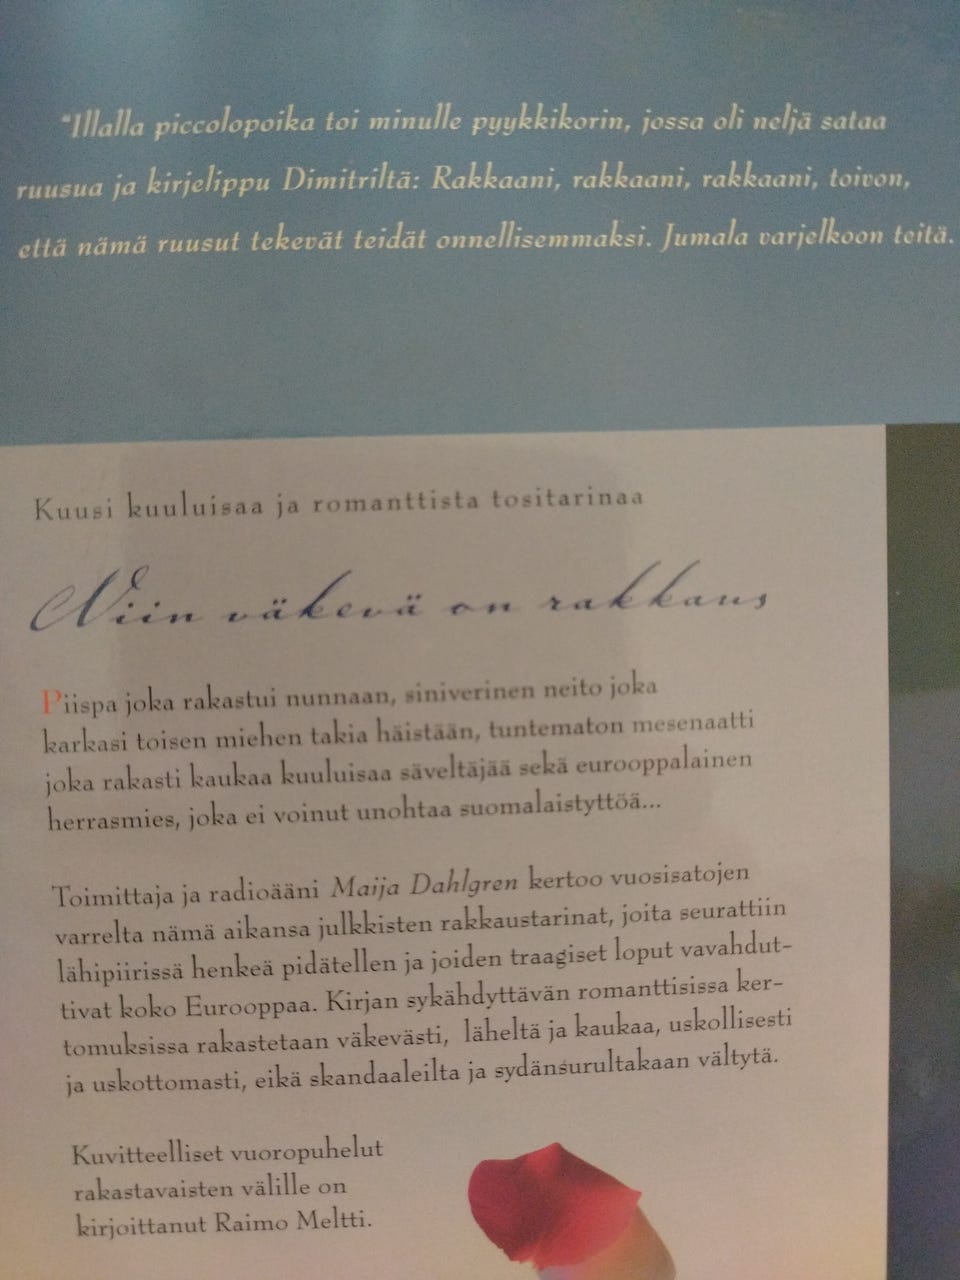 "Illalla piccolopoika toi minulle pyykkikorin, jossa oli neljä sataa
ruusua ja kirjelippu Dimitriltä: Rakkaani, rakkaani, rakkaani, toivon,
että nämä ruusut tekevät teidät onnellisemmaksi. Jumala varjelkoon teitä.
Kuusi kuuluisaa ja romanttista tositarinaa
Niin väkevä on rakkaus
Piispa joka rakastui nunnaan, siniverinen neito joka
karkasi toisen miehen takia häistään, tuntematon mesenaatti
joka rakasti kaukaa kuuluisaa säveltäjää sekä eurooppalainen
herrasmies, joka ei voinut unohtaa suomalaistyttöä...
Toimittaja ja radioääni Maija Dahlgren kertoo vuosisatojen
varrelta nämä aikansa julkkisten rakkaustarinat, joita seurattiin
lähipiirissä henkeä pidätellen ja joiden traagiset loput vavahdut-
tivat koko Eurooppaa. Kirjan sykähdyttävän romanttisissa ker-
tomuksissa rakastetaan väkevästi, läheltä ja kaukaa, uskollisesti
ja uskottomasti, eikä skandaaleilta ja sydänsurultakaan vältytä.
Kuvitteelliset vuoropuhelut
rakastavaisten välille on
kirjoittanut Raimo Meltti.